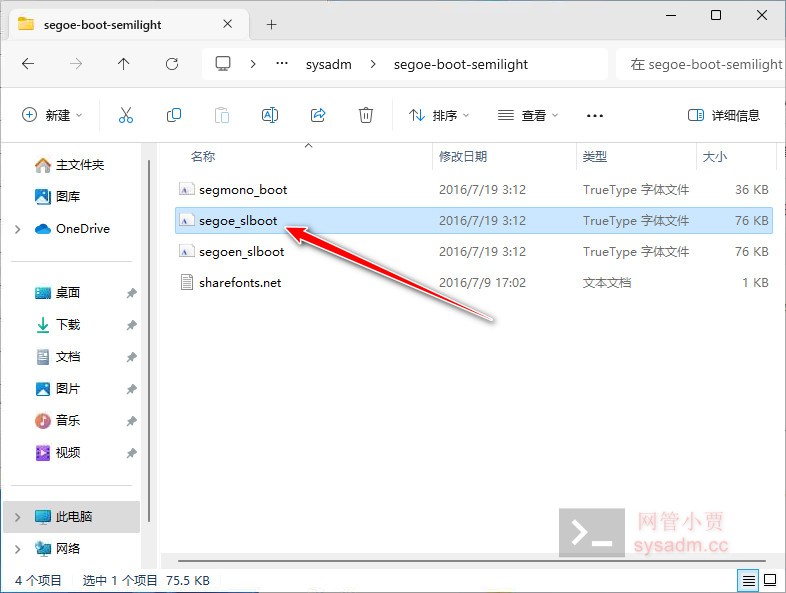 segoe-boot-semilight
sysadm segoe-boot-semilight 在 segoe-boot-semilight
新建 排序 查看 详细信息
名称 修改日期 类型 大小
主文件夹
图库
OneDrive
桌面
下载
文档
图片
音乐
视频
此电脑
网络
segmono_boot 2016/7/19 3:12 TrueType 字体文件 36 KB
segoe_slboot 2016/7/19 3:12 TrueType 字体文件 76 KB
segoen_slboot 2016/7/19 3:12 TrueType 字体文件 76 KB
sharefonts.net 2016/7/9 17:02 文本文档 1 KB
网管小贾
sysadm.cc
4 个项目 选中 1 个项目 75.5 KB